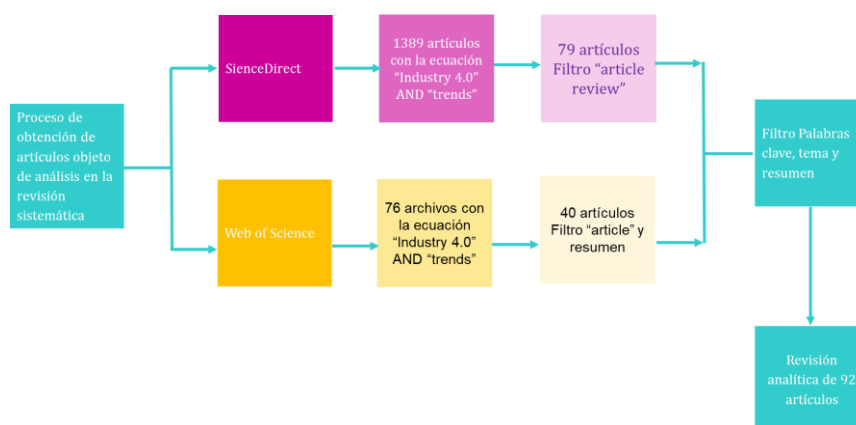 Proceso de
obtención de
artículos objeto
de análisis en la
revisión
sistemática
SienceDirect
1389 artículos
con la ecuación
“Industry 4.0”
AND “trends”
79 artículos
Filtro “article
review”
Web of Science
76 archivos con
la ecuación
“Industry 4.0”
AND “trends”
40 artículos
Filtro “article” y
resumen
Filtro Palabras
clave, tema y
resumen
Revisión
analítica de 92
artículos